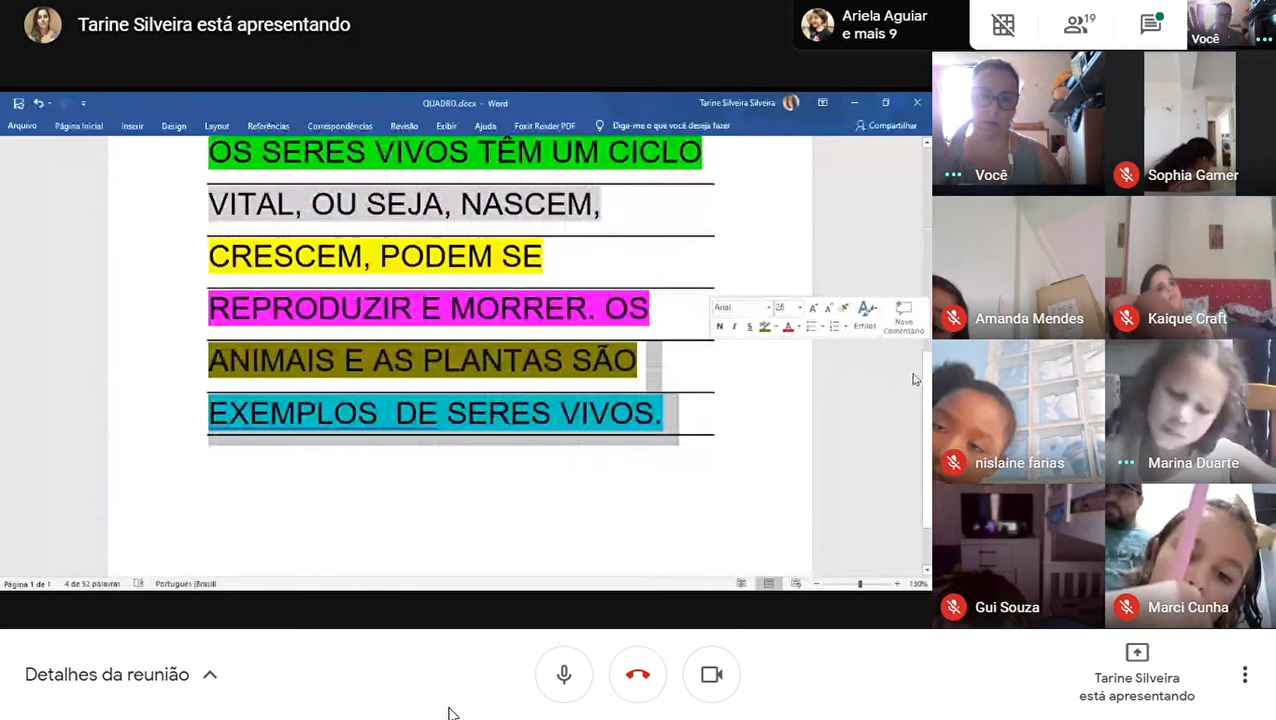 Tarine Silveira está apresentando
Ariela Aguiar
e mais 9
19
Você
QUADRO.docx - Word
Tarine Silveira Silveira
Arquivo Página Inicial Inserir Design Layout Referências Correspondências Revisão Exibir Ajuda Foxit Reader PDF Diga-me o que você deseja fazer Compartilhar
OS SERES VIVOS TÊM UM CICLO
VITAL, OU SEJA, NASCEM,
CRESCEM, PODEM SE
REPRODUZIR E MORRER. OS
ANIMAIS E AS PLANTAS SÃO
EXEMPLOS DE SERES VIVOS.
Arial 26
N I S Estilos Novo
Comentário
Página 1 de 1 4 de 52 palavras Português (Brasil) 130%
Você
Sophia Gamer
Amanda Mendes
Kaique Craft
nislaine farias
Marina Duarte
Gui Souza
Marci Cunha
Detalhes da reunião
Tarine Silveira
está apresentando